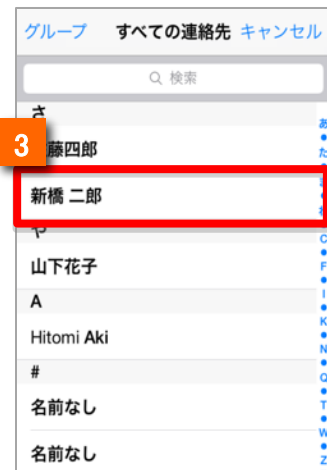 グループ すべての連絡先 キャンセル
検索
さ
3
藤四郎
新橋 二郎
や
山下花子
A
Hitomi Aki
#
名前なし
名前なし
あ
た
C
F
I
K
N
Q
T
W
Z